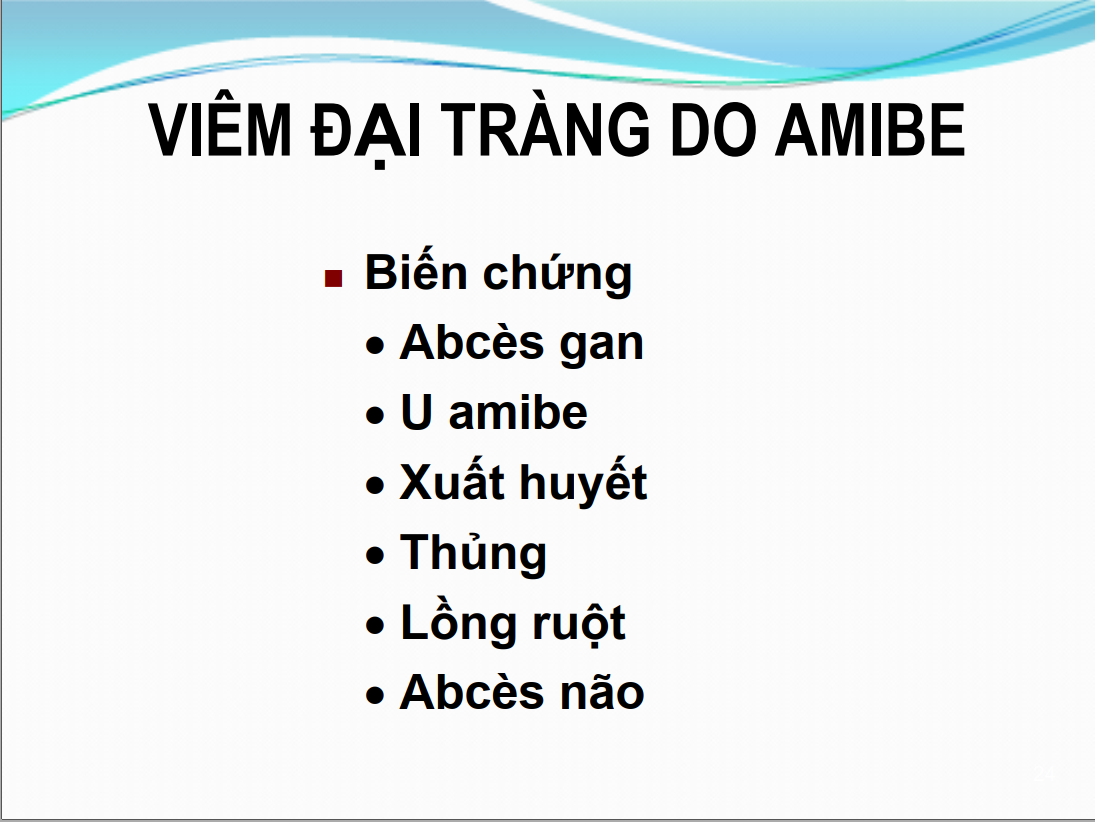 VIÊM ĐẠI TRÀNG DO AMIBE
▪ Biến chứng
• Abcès gan
• U amibe
• Xuất huyết
• Thủng
• Lồng ruột
• Abcès não